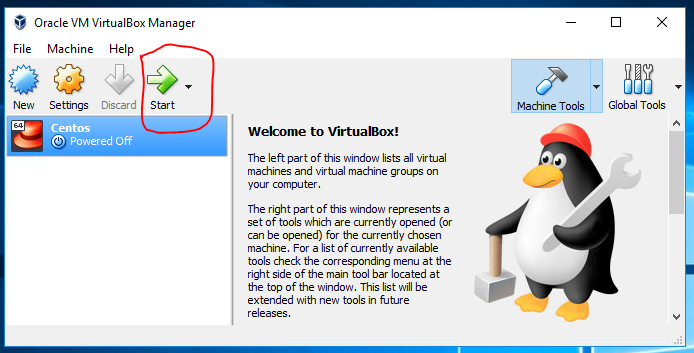 Oracle VM VirtualBox Manager
File Machine Help
New Settings Discard Start Machine Tools Global Tools
64
Centos
Powered Off
Welcome to VirtualBox!
The left part of this window lists all virtual
machines and virtual machine groups on
your computer.
The right part of this window represents a
set of tools which are currently opened (or
can be opened) for the currently chosen
machine. For a list of currently available
tools check the corresponding menu at the
right side of the main tool bar located at
the top of the window. This list will be
extended with new tools in future
releases.